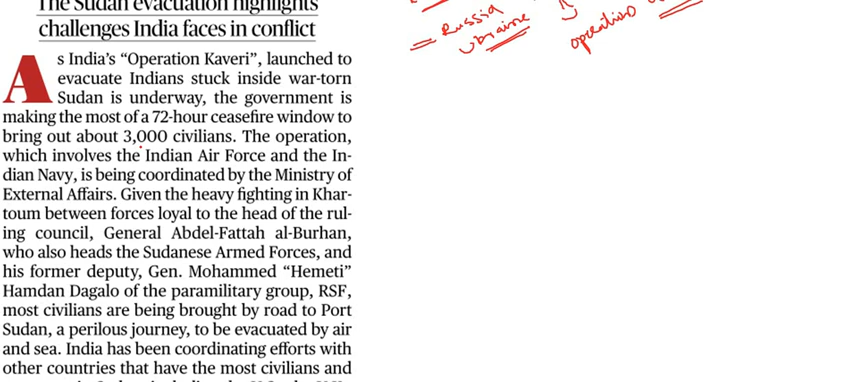 The Sudan evacuation highlights
challenges India faces in conflict
As India's “Operation Kaveri”, launched to
evacuate Indians stuck inside war-torn
Sudan is underway, the government is
making the most of a 72-hour ceasefire window to
bring out about 3,000 civilians. The operation,
which involves the Indian Air Force and the In-
dian Navy, is being coordinated by the Ministry of
External Affairs. Given the heavy fighting in Khar-
toum between forces loyal to the head of the rul-
ing council, General Abdel-Fattah al-Burhan,
who also heads the Sudanese Armed Forces, and
his former deputy, Gen. Mohammed “Hemeti”
Hamdan Dagalo of the paramilitary group, RSF,
most civilians are being brought by road to Port
Sudan, a perilous journey, to be evacuated by air
and sea. India has been coordinating efforts with
other countries that have the most civilians and
Russia
Ukraine
operation